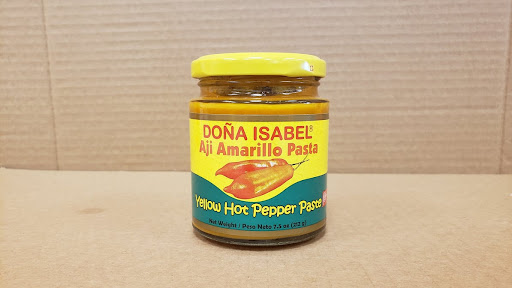 DOÑA ISABEL®
Aji Amarillo Pasta
Yellow Hot Pepper Paste
Net Weight / Peso Neto 7.5 oz (212 g)